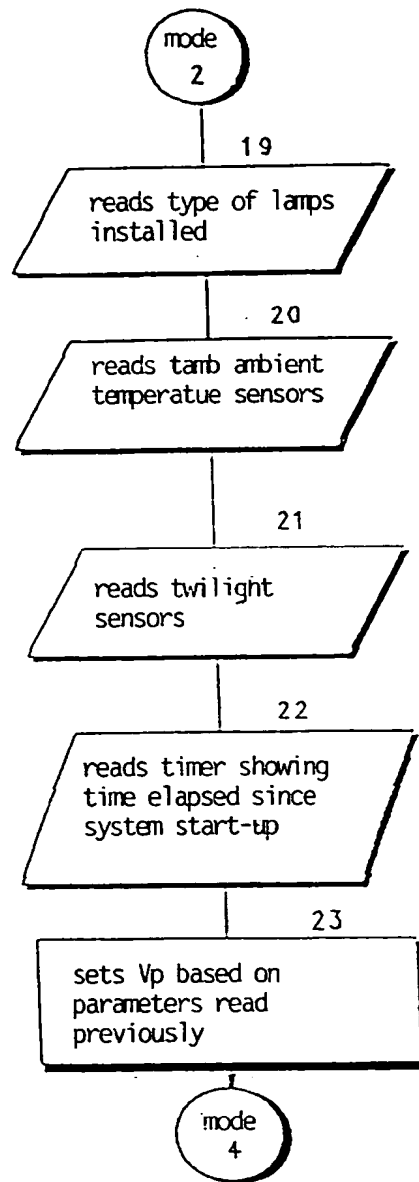 mode
2
19
reads type of lamps
installed
20
reads tamb ambient
temperatue sensors
21
reads twilight
sensors
22
reads timer showing
time elapsed since
system start-up
23
sets Vp based on
parameters read
previously
mode
4